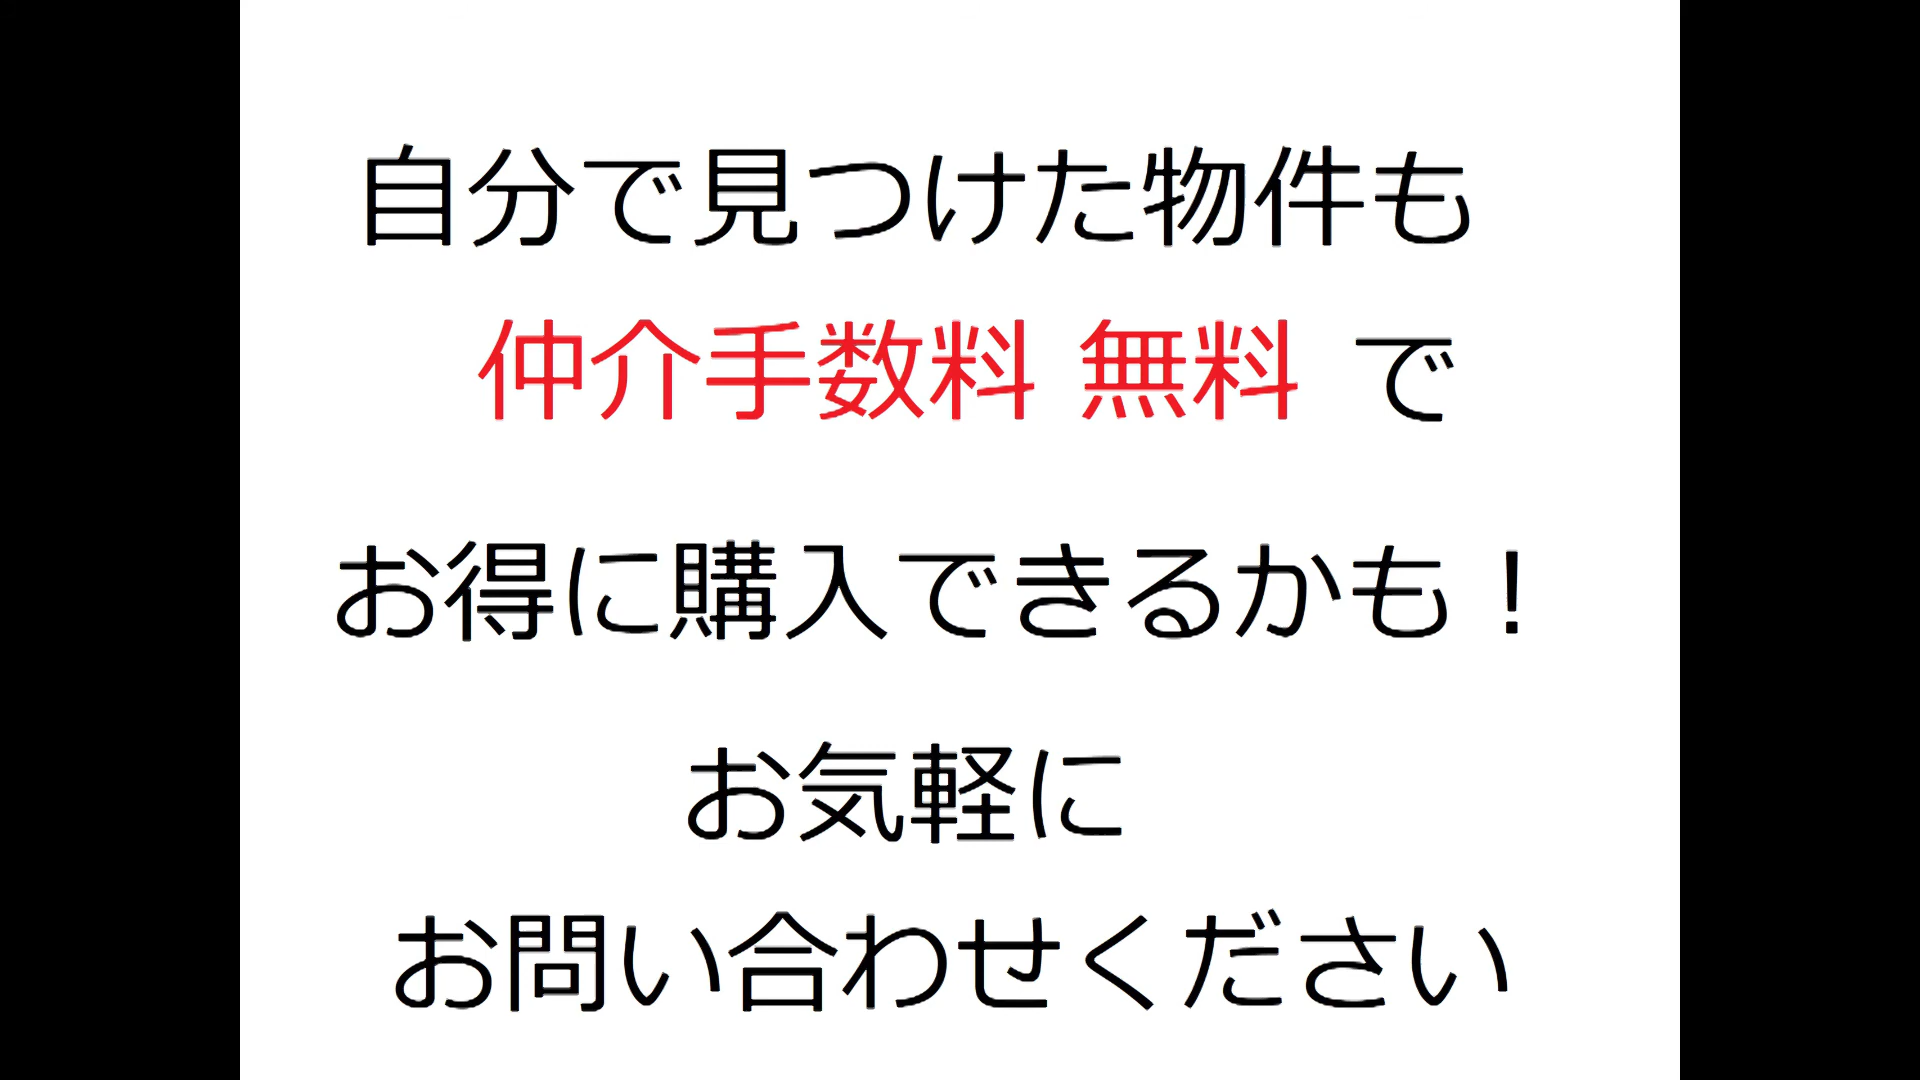 自分で見つけた物件も
仲介手数料 無料 で
お得に購入できるかも！
お気軽に
お問い合わせください